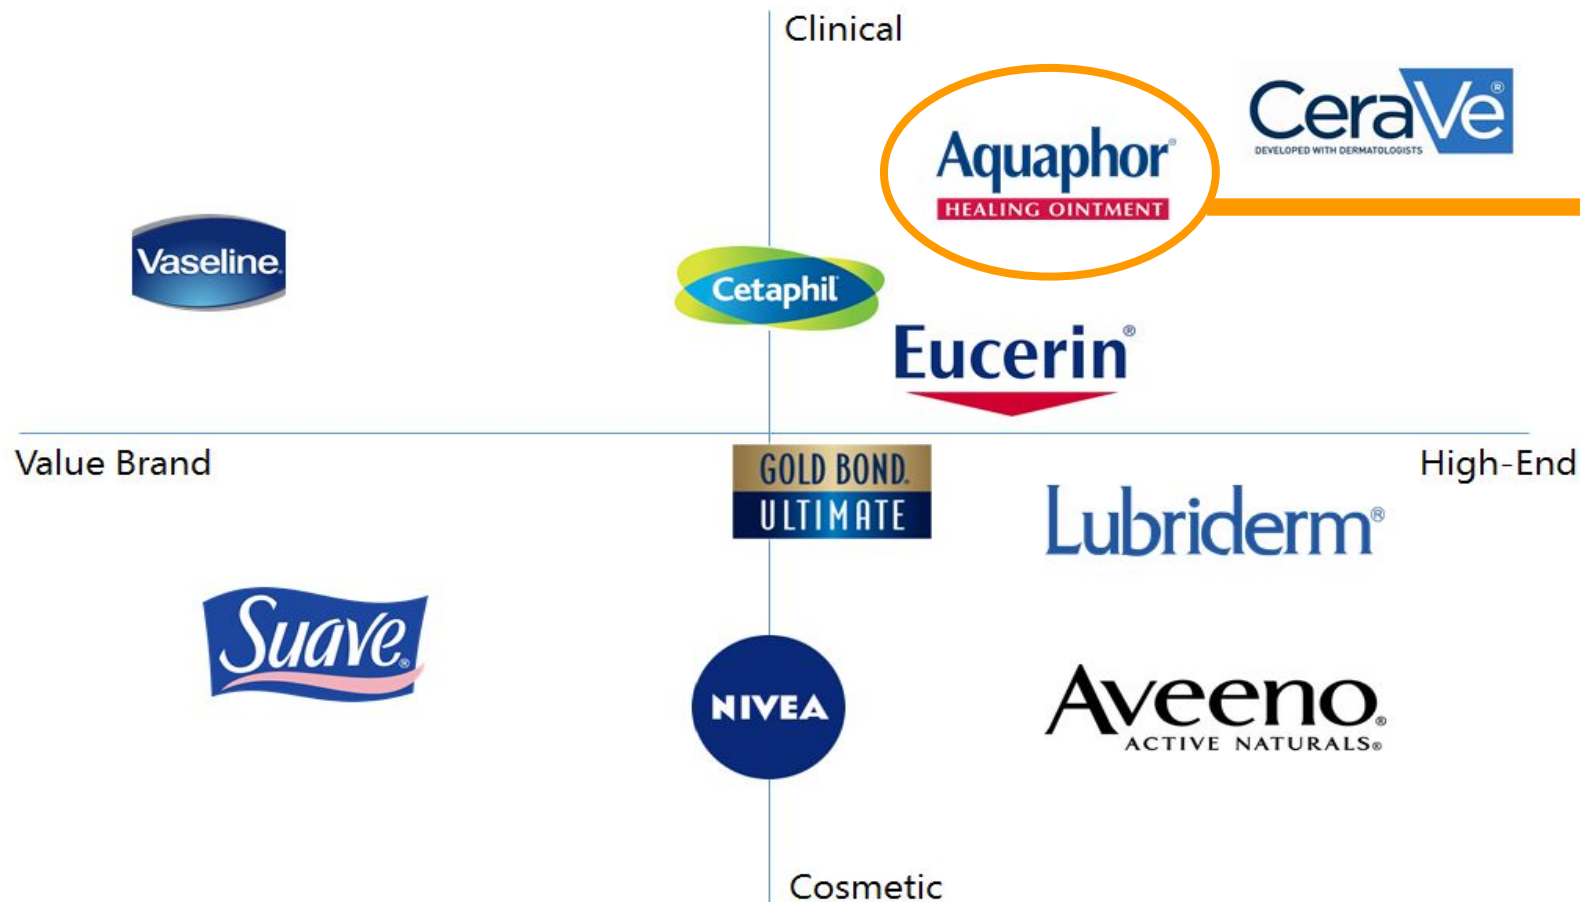 Clinical
CeraVe®
DEVELOPED WITH DERMATOLOGISTS
Aquaphor®
HEALING OINTMENT
Vaseline.
Cetaphil
Eucerin®
Value Brand
High-End
GOLD BOND.
ULTIMATE
Lubriderm®
Suave®
NIVEA
Aveeno®
ACTIVE NATURALS®
Cosmetic